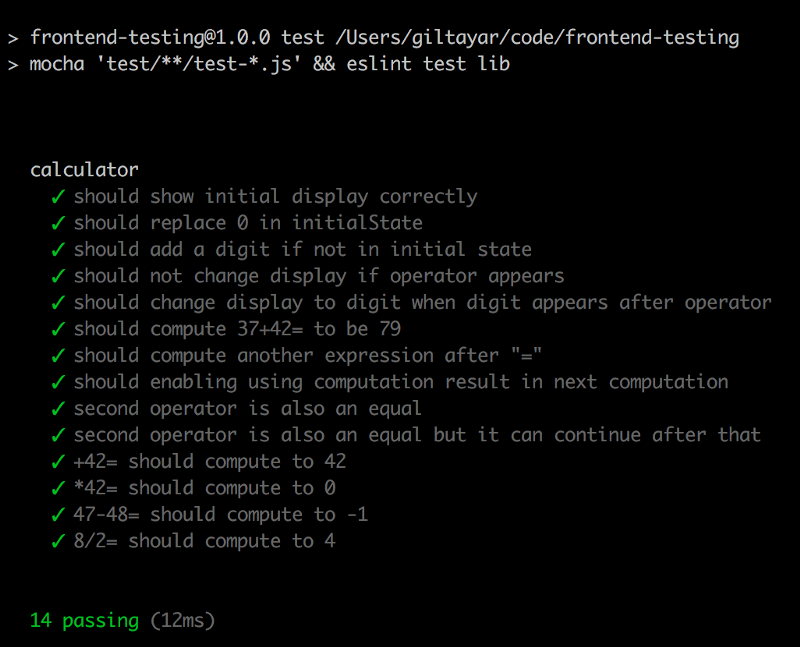 > frontend-testing@1.0.0 test /Users/giltayar/code/frontend-testing
> mocha 'test/**/test-*.js' && eslint test lib
calculator
✓ should show initial display correctly
✓ should replace 0 in initialState
✓ should add a digit if not in initial state
✓ should not change display if operator appears
✓ should change display to digit when digit appears after operator
✓ should compute 37+42= to be 79
✓ should compute another expression after "="
✓ should enabling using computation result in next computation
✓ second operator is also an equal
✓ second operator is also an equal but it can continue after that
✓ +42= should compute to 42
✓ *42= should compute to 0
✓ 47-48= should compute to -1
✓ 8/2= should compute to 4
14 passing (12ms)